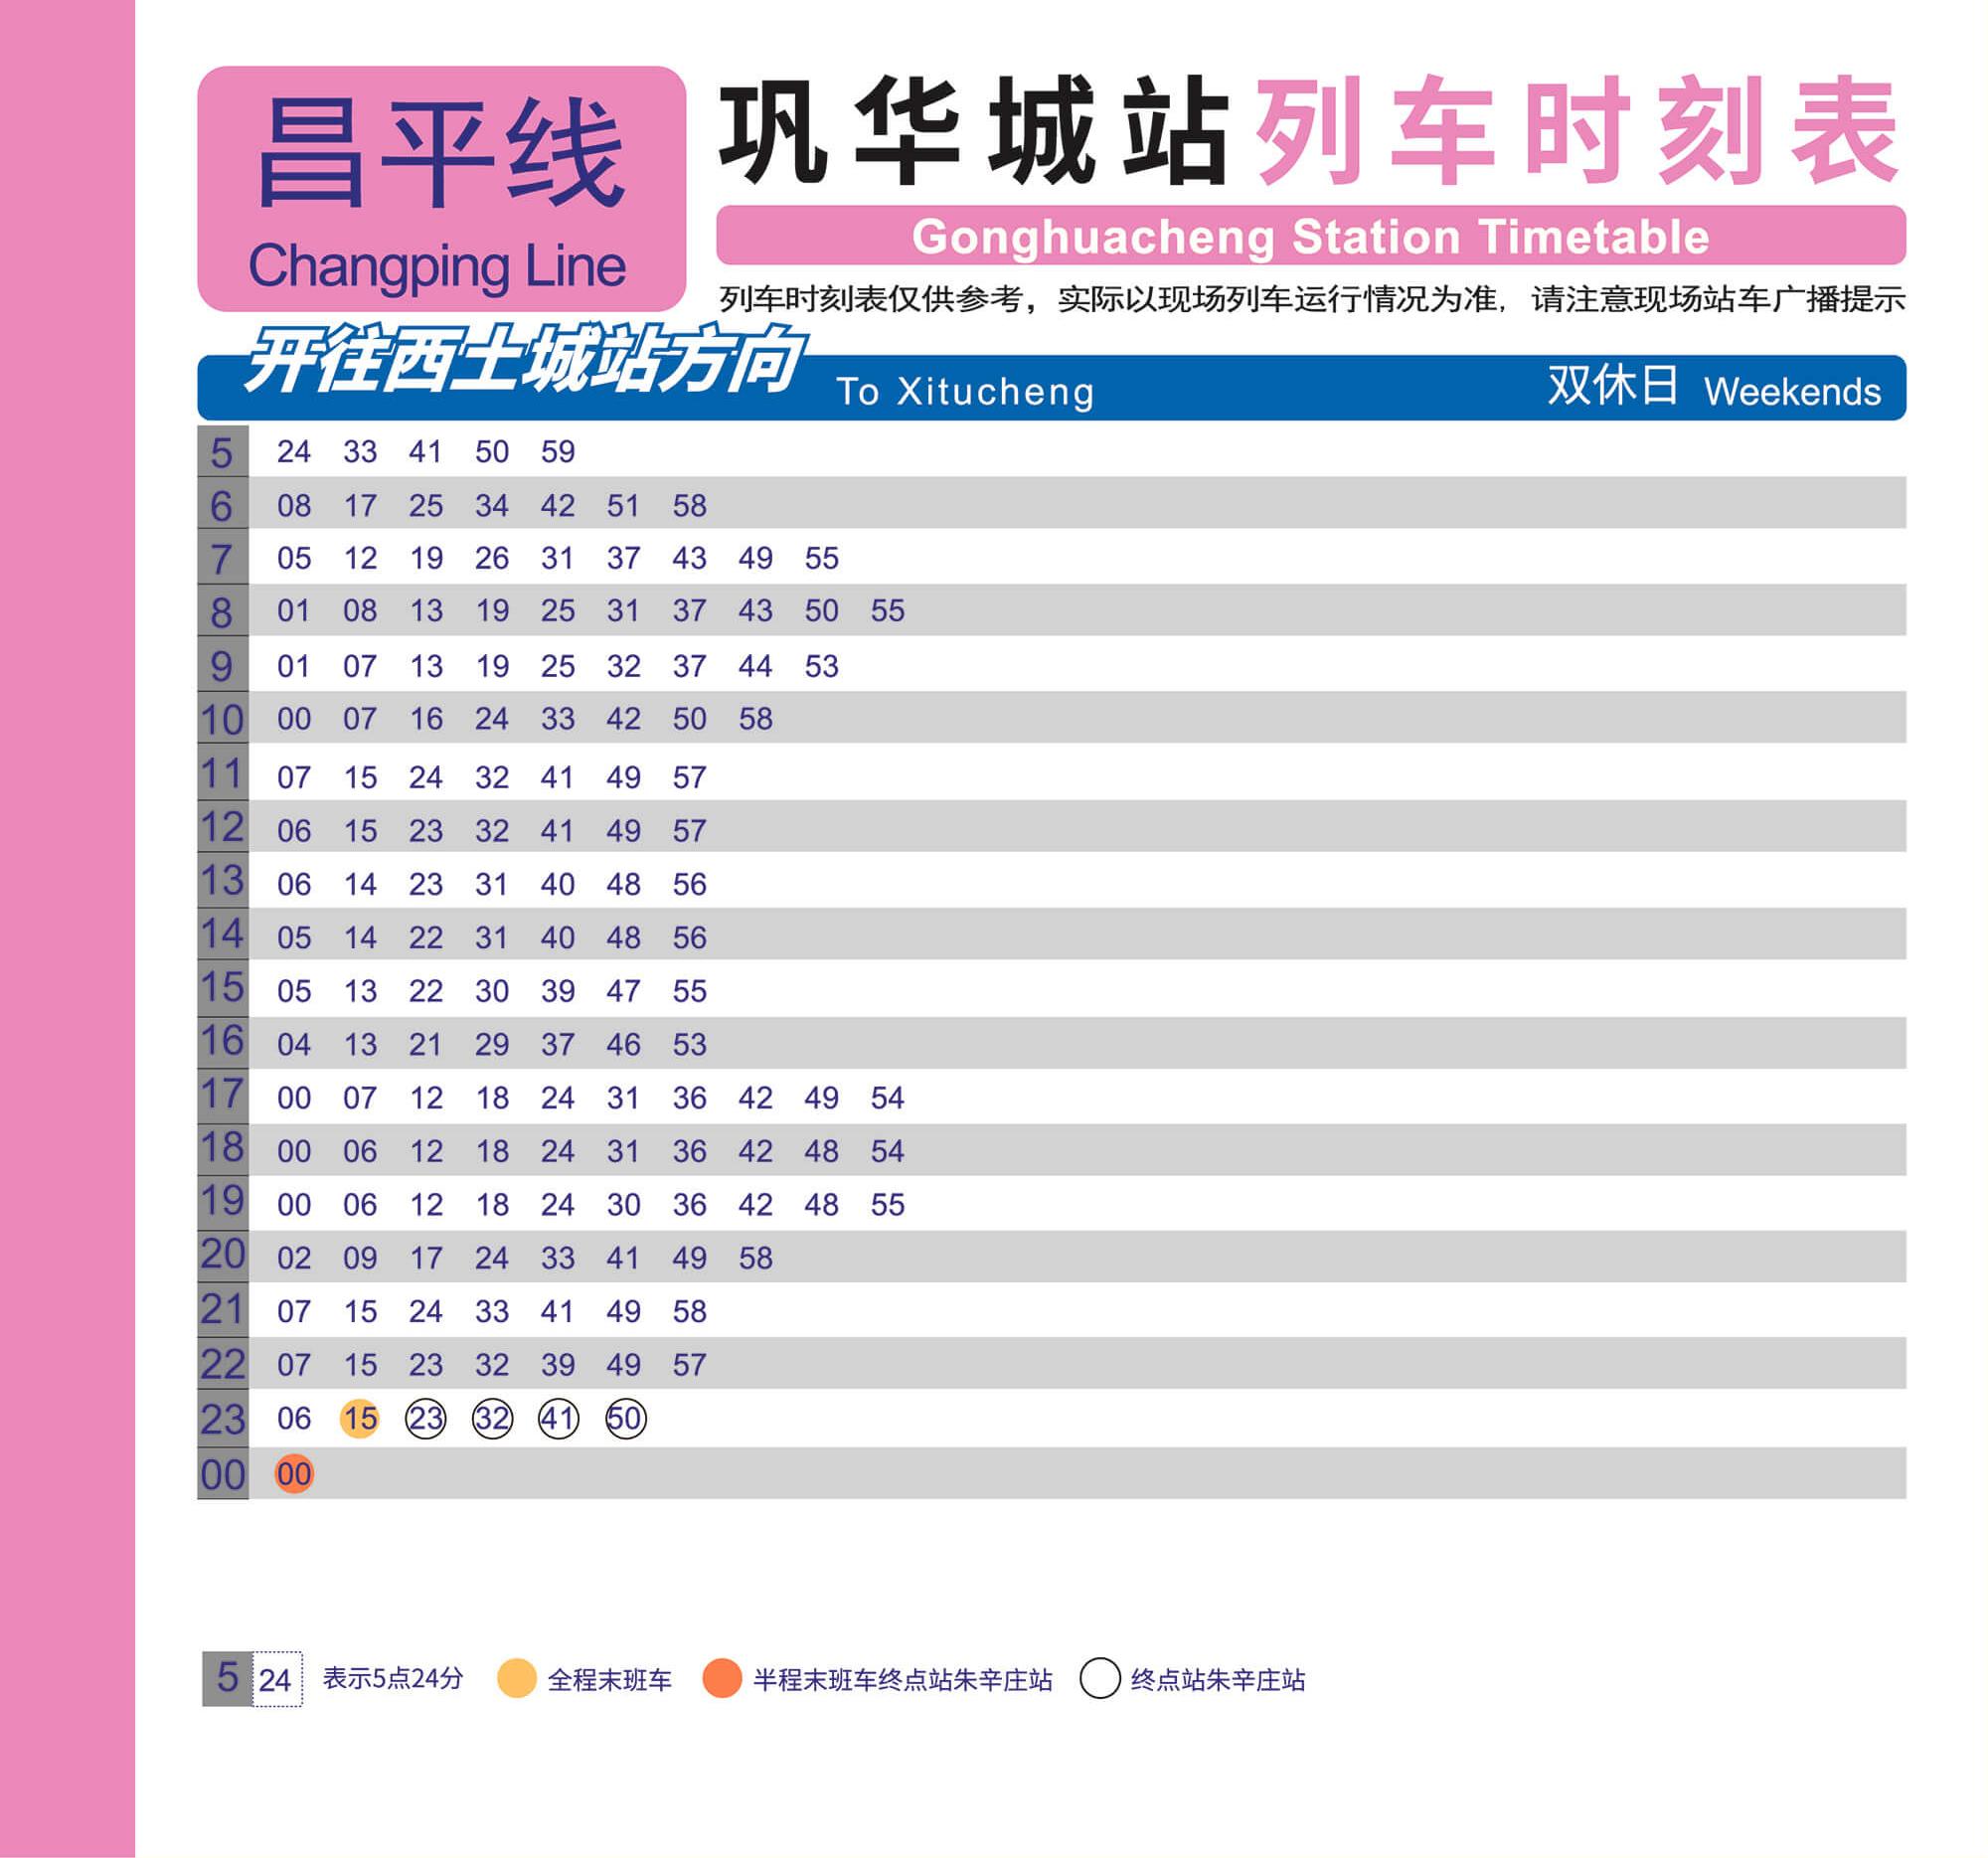 昌平线
Changping Line
巩华城站列车时刻表
Gonghuacheng Station Timetable
列车时刻表仅供参考，实际以现场列车运行情况为准，请注意现场站车广播提示
开往西土城站方向 To Xitucheng 双休日 Weekends
5 24 33 41 50 59
6 08 17 25 34 42 51 58
7 05 12 19 26 31 37 43 49 55
8 01 08 13 19 25 31 37 43 50 55
9 01 07 13 19 25 32 37 44 53
10 00 07 16 24 33 42 50 58
11 07 15 24 32 41 49 57
12 06 15 23 32 41 49 57
13 06 14 23 31 40 48 56
14 05 14 22 31 40 48 56
15 05 13 22 30 39 47 55
16 04 13 21 29 37 46 53
17 00 07 12 18 24 31 36 42 49 54
18 00 06 12 18 24 31 36 42 48 54
19 00 06 12 18 24 30 36 42 48 55
20 02 09 17 24 33 41 49 58
21 07 15 24 33 41 49 58
22 07 15 23 32 39 49 57
23 06 15 23 32 41 50
00 00
5 24 表示5点24分 全程末班车 半程末班车终点站朱辛庄站 终点站朱辛庄站